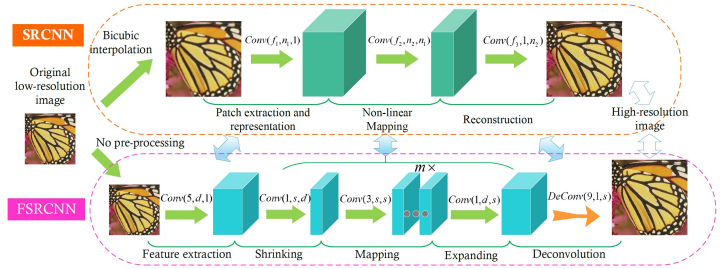 SRCNN
Bicubic
interpolation
Original
low-resolution
image
Conv(f₁,n₁,1)
Conv(f₂,n₂,n₁)
Conv(f₃,1,n₂)
Patch extraction and
representation
Non-linear
Mapping
Reconstruction
High-resolution
image
No pre-processing
m×
FSRCNN
Conv(5,d,1)
Conv(1,s,d)
Conv(3,s,s)
Conv(1,d,s)
DeConv(9,1,s)
Feature extraction
Shrinking
Mapping
Expanding
Deconvolution